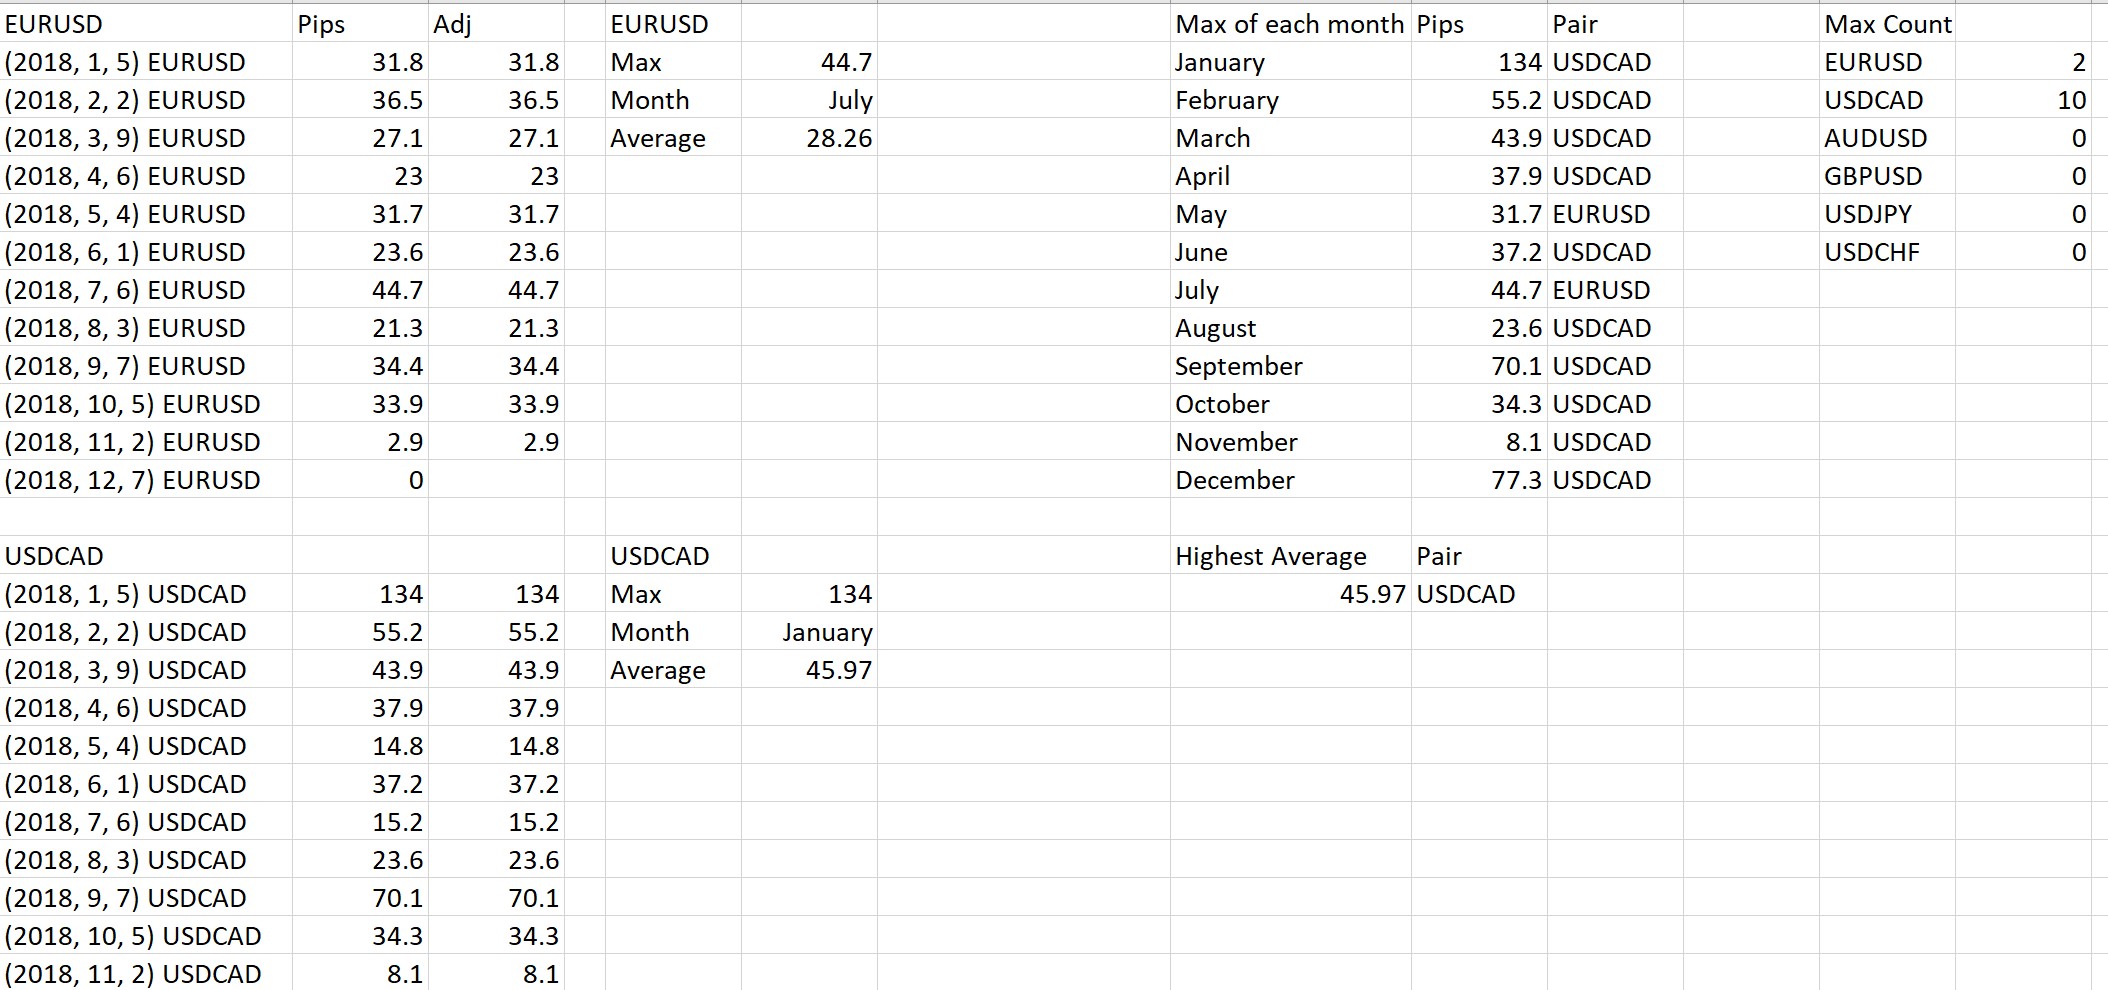 EURUSD Pips Adj EURUSD Max of each month Pips Pair Max Count
(2018, 1, 5) EURUSD 31.8 31.8 Max 44.7 January 134 USDCAD EURUSD 2
(2018, 2, 2) EURUSD 36.5 36.5 Month July February 55.2 USDCAD USDCAD 10
(2018, 3, 9) EURUSD 27.1 27.1 Average 28.26 March 43.9 USDCAD AUDUSD 0
(2018, 4, 6) EURUSD 23 23 April 37.9 USDCAD GBPUSD 0
(2018, 5, 4) EURUSD 31.7 31.7 May 31.7 EURUSD USDJPY 0
(2018, 6, 1) EURUSD 23.6 23.6 June 37.2 USDCAD USDCHF 0
(2018, 7, 6) EURUSD 44.7 44.7 July 44.7 EURUSD
(2018, 8, 3) EURUSD 21.3 21.3 August 23.6 USDCAD
(2018, 9, 7) EURUSD 34.4 34.4 September 70.1 USDCAD
(2018, 10, 5) EURUSD 33.9 33.9 October 34.3 USDCAD
(2018, 11, 2) EURUSD 2.9 2.9 November 8.1 USDCAD
(2018, 12, 7) EURUSD 0 December 77.3 USDCAD
USDCAD USDCAD Highest Average Pair
(2018, 1, 5) USDCAD 134 134 Max 134 45.97 USDCAD
(2018, 2, 2) USDCAD 55.2 55.2 Month January
(2018, 3, 9) USDCAD 43.9 43.9 Average 45.97
(2018, 4, 6) USDCAD 37.9 37.9
(2018, 5, 4) USDCAD 14.8 14.8
(2018, 6, 1) USDCAD 37.2 37.2
(2018, 7, 6) USDCAD 15.2 15.2
(2018, 8, 3) USDCAD 23.6 23.6
(2018, 9, 7) USDCAD 70.1 70.1
(2018, 10, 5) USDCAD 34.3 34.3
(2018, 11, 2) USDCAD 8.1 8.1